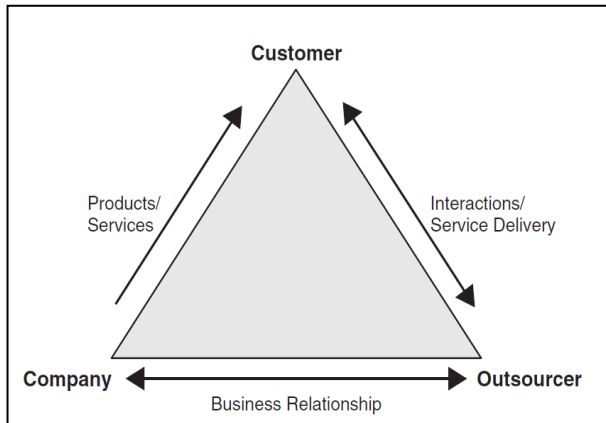 Customer
Products/
Services
Interactions/
Service Delivery
Company
Outsourcer
Business Relationship